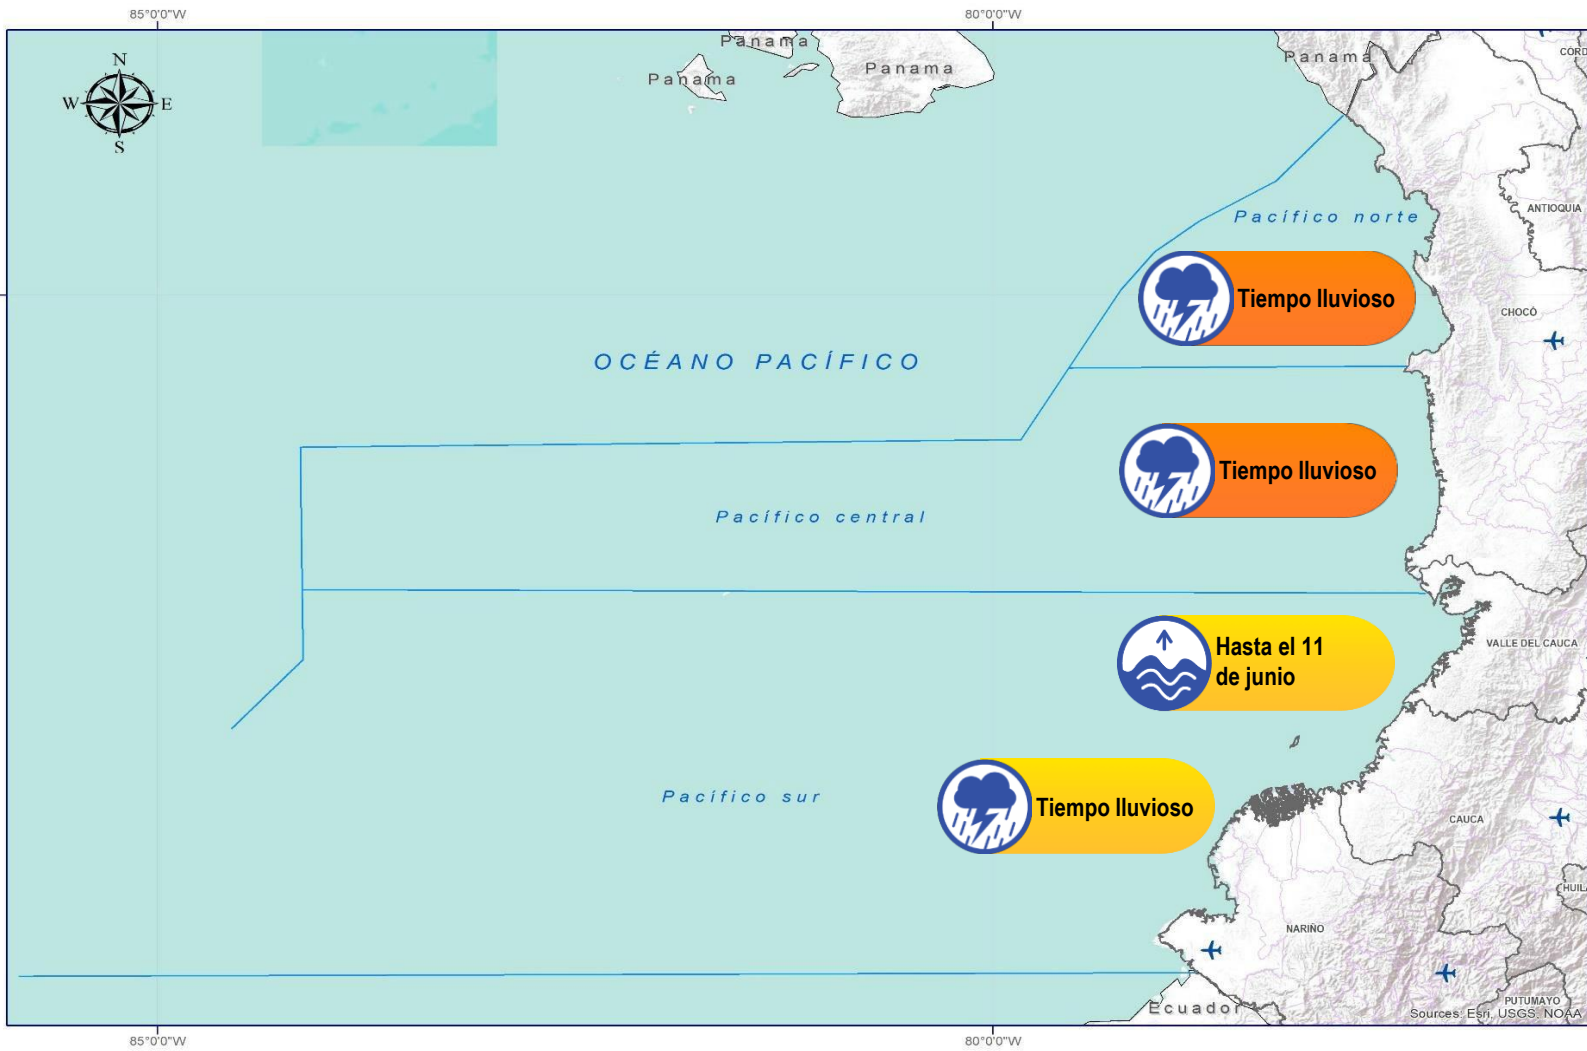 85°0'0"W
80°0'0"W
N
W
E
S
Panama
Panama
Panama
Panama
CORD
ANTIOQUIA
Pacífico norte
Tiempo lluvioso
CHOCÓ
OCÉANO PACÍFICO
Tiempo lluvioso
Pacífico central
Hasta el 11
de junio
VALLE DEL CAUCA
Pacífico sur
Tiempo lluvioso
CAUCA
HUILA
NARIÑO
PUTUMAYO
Ecuador
Sources: Esri, USGS, NOAA
85°0'0"W
80°0'0"W